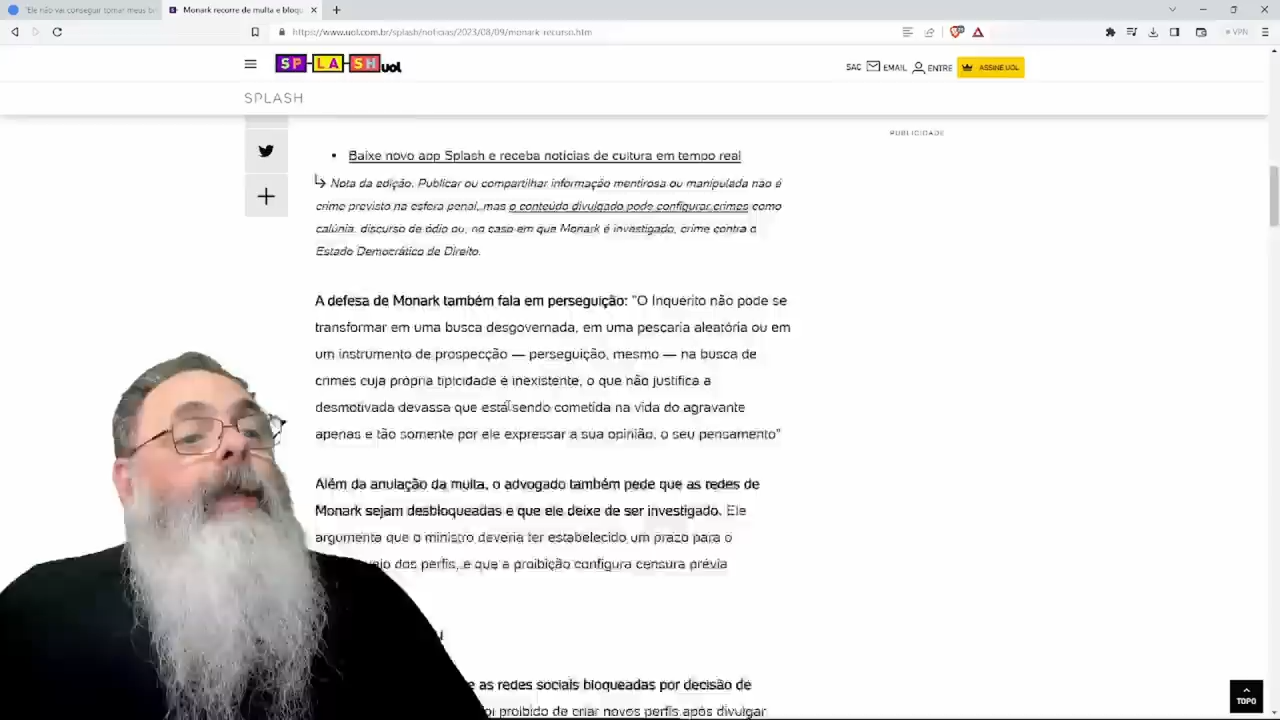 "Ele não vai conseguir tomar meus bi
Monark recorre de multa e bloqu
https://www.uol.com.br/splash/noticias/2023/08/09/monark-recurso.htm
VPN
SPLASH uol
SAC EMAIL ENTRE ASSINE UOL
SPLASH
PUBLICIDADE
Baixe novo app Splash e receba notícias de cultura em tempo real
Nota da edição. Publicar ou compartilhar informação mentirosa ou manipulada não é
crime previsto na esfera penal, mas o conteúdo divulgado pode configurar crimes como
calúnia, discurso de ódio ou, no caso em que Monark é investigado, crime contra o
Estado Democrático de Direito.
A defesa de Monark também fala em perseguição: "O Inquérito não pode se
transformar em uma busca desgovernada, em uma pescaria aleatória ou em
um instrumento de prospecção — perseguição, mesmo — na busca de
crimes cuja própria tipicidade é inexistente, o que não justifica a
desmotivada devassa que está sendo cometida na vida do agravante
apenas e tão somente por ele expressar a sua opinião, o seu pensamento"
Além da anulação da multa, o advogado também pede que as redes de
Monark sejam desbloqueadas e que ele deixe de ser investigado. Ele
argumenta que o ministro deveria ter estabelecido um prazo para o
dos perfis, e que a proibição configura censura prévia
e as redes sociais bloqueadas por decisão de
oi proibido de criar novos perfis após divulgar
TOPO